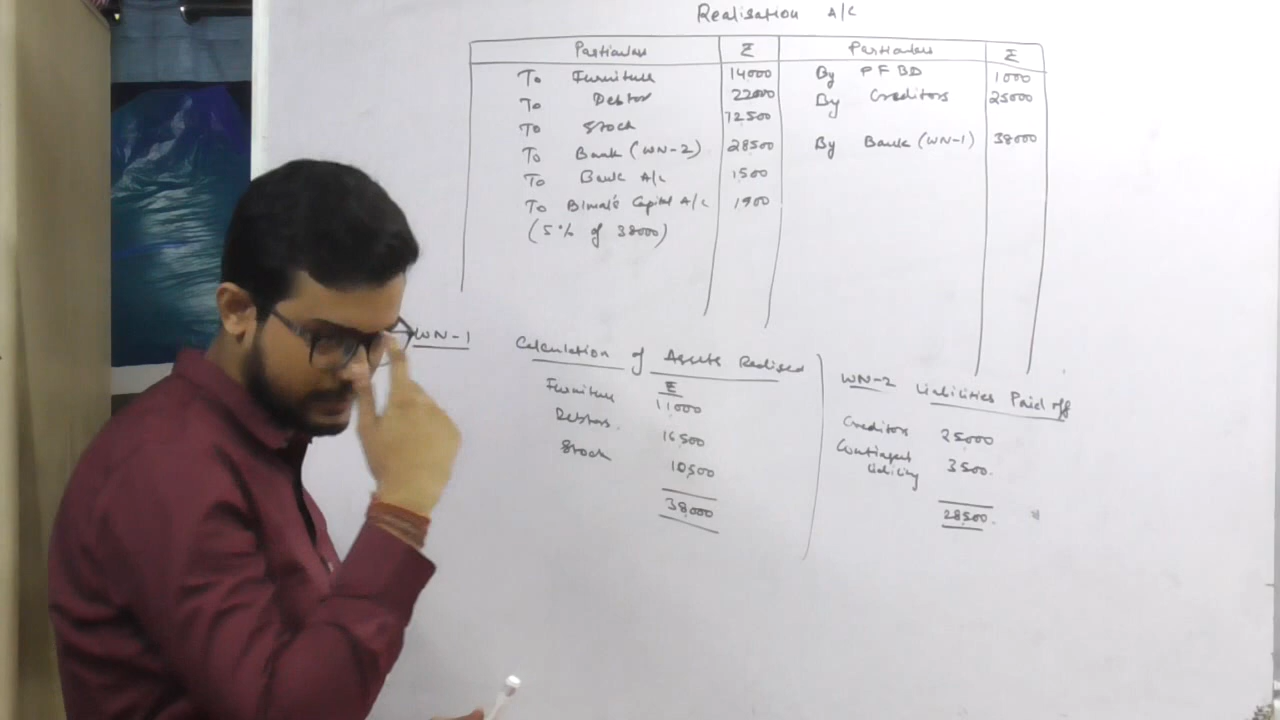 Realisation A/C
Particulars ₹ Particulars ₹
To Furniture 14000 By PFBD 1000
To Debtor 22000 By Creditors 25000
To Stock 12500
To Bank (WN-2) 28500 By Bank (WN-1) 38000
To Bank A/c 1500
To Bimal's Capital A/c 1900
(5% of 38000)
WN-1 Calculation of Assets Realised
₹
Furniture 11000
Debtors. 16500
Stock 10500
38000
WN-2 Liabilities Paid off
Creditors 25000
Contingent
liability 3500.
28500.